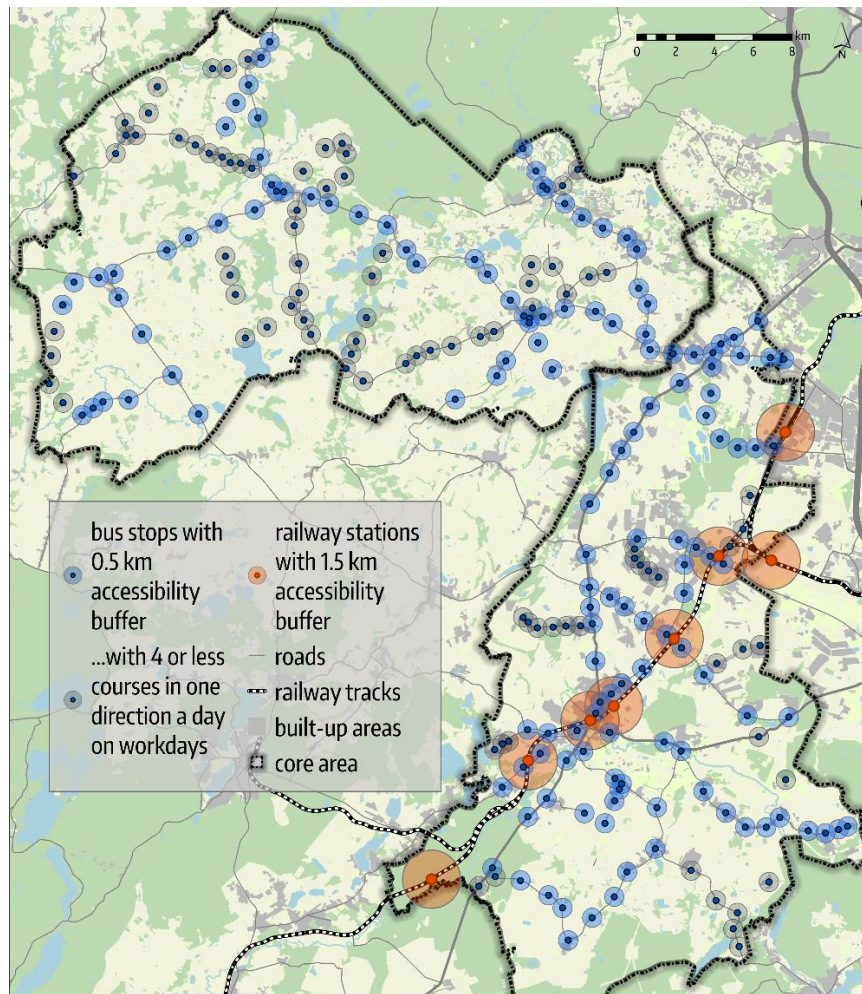 km
0 2 4 6 8
N
bus stops with
0.5 km
accessibility
buffer
...with 4 or less
courses in one
direction a day
on workdays
railway stations
with 1.5 km
accessibility
buffer
roads
railway tracks
built-up areas
core area